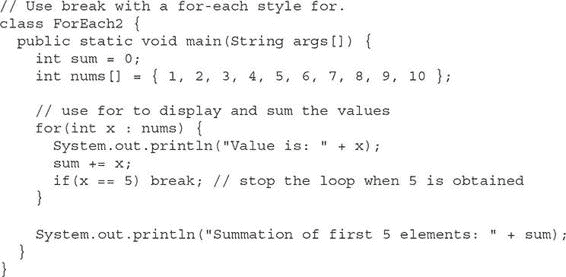 // Use break with a for-each style for.
class ForEach2 {
  public static void main(String args[]) {
    int sum = 0;
    int nums[] = { 1, 2, 3, 4, 5, 6, 7, 8, 9, 10 };

    // use for to display and sum the values
    for(int x : nums) {
      System.out.println("Value is: " + x);
      sum += x;
      if(x == 5) break; // stop the loop when 5 is obtained
    }

    System.out.println("Summation of first 5 elements: " + sum);
  }
}